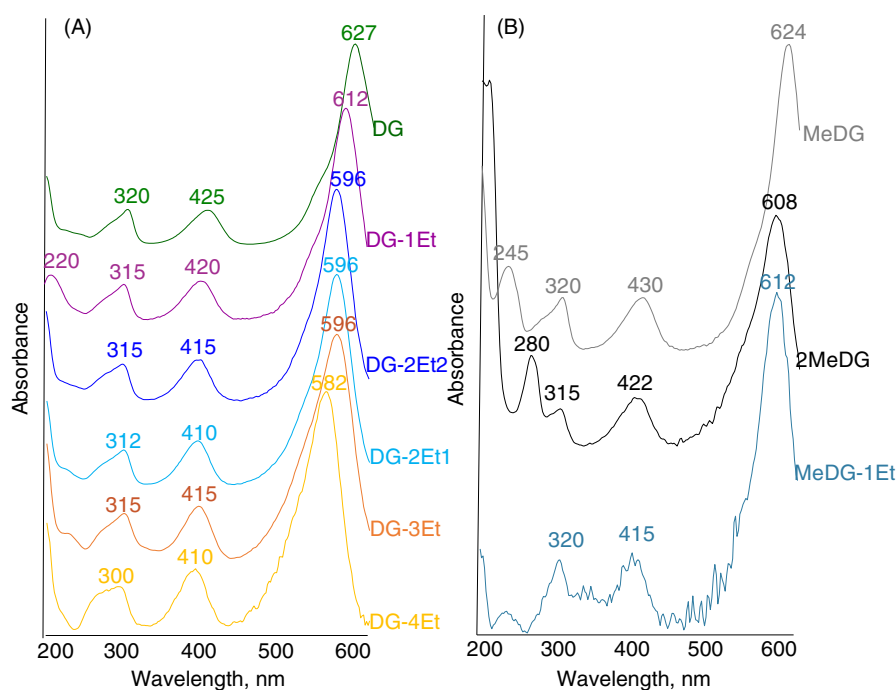 (A)
627
612
DG
596
320
425
DG-1Et
220
315
420
596
315
415
596
DG-2Et2
582
312
410
DG-2Et1
315
415
DG-3Et
300
410
DG-4Et
Absorbance
200 300 400 500 600
Wavelength, nm
(B)
624
MeDG
608
245
320
430
612
280
315
422
2MeDG
MeDG-1Et
320
415
Absorbance
200 300 400 500 600
Wavelength, nm